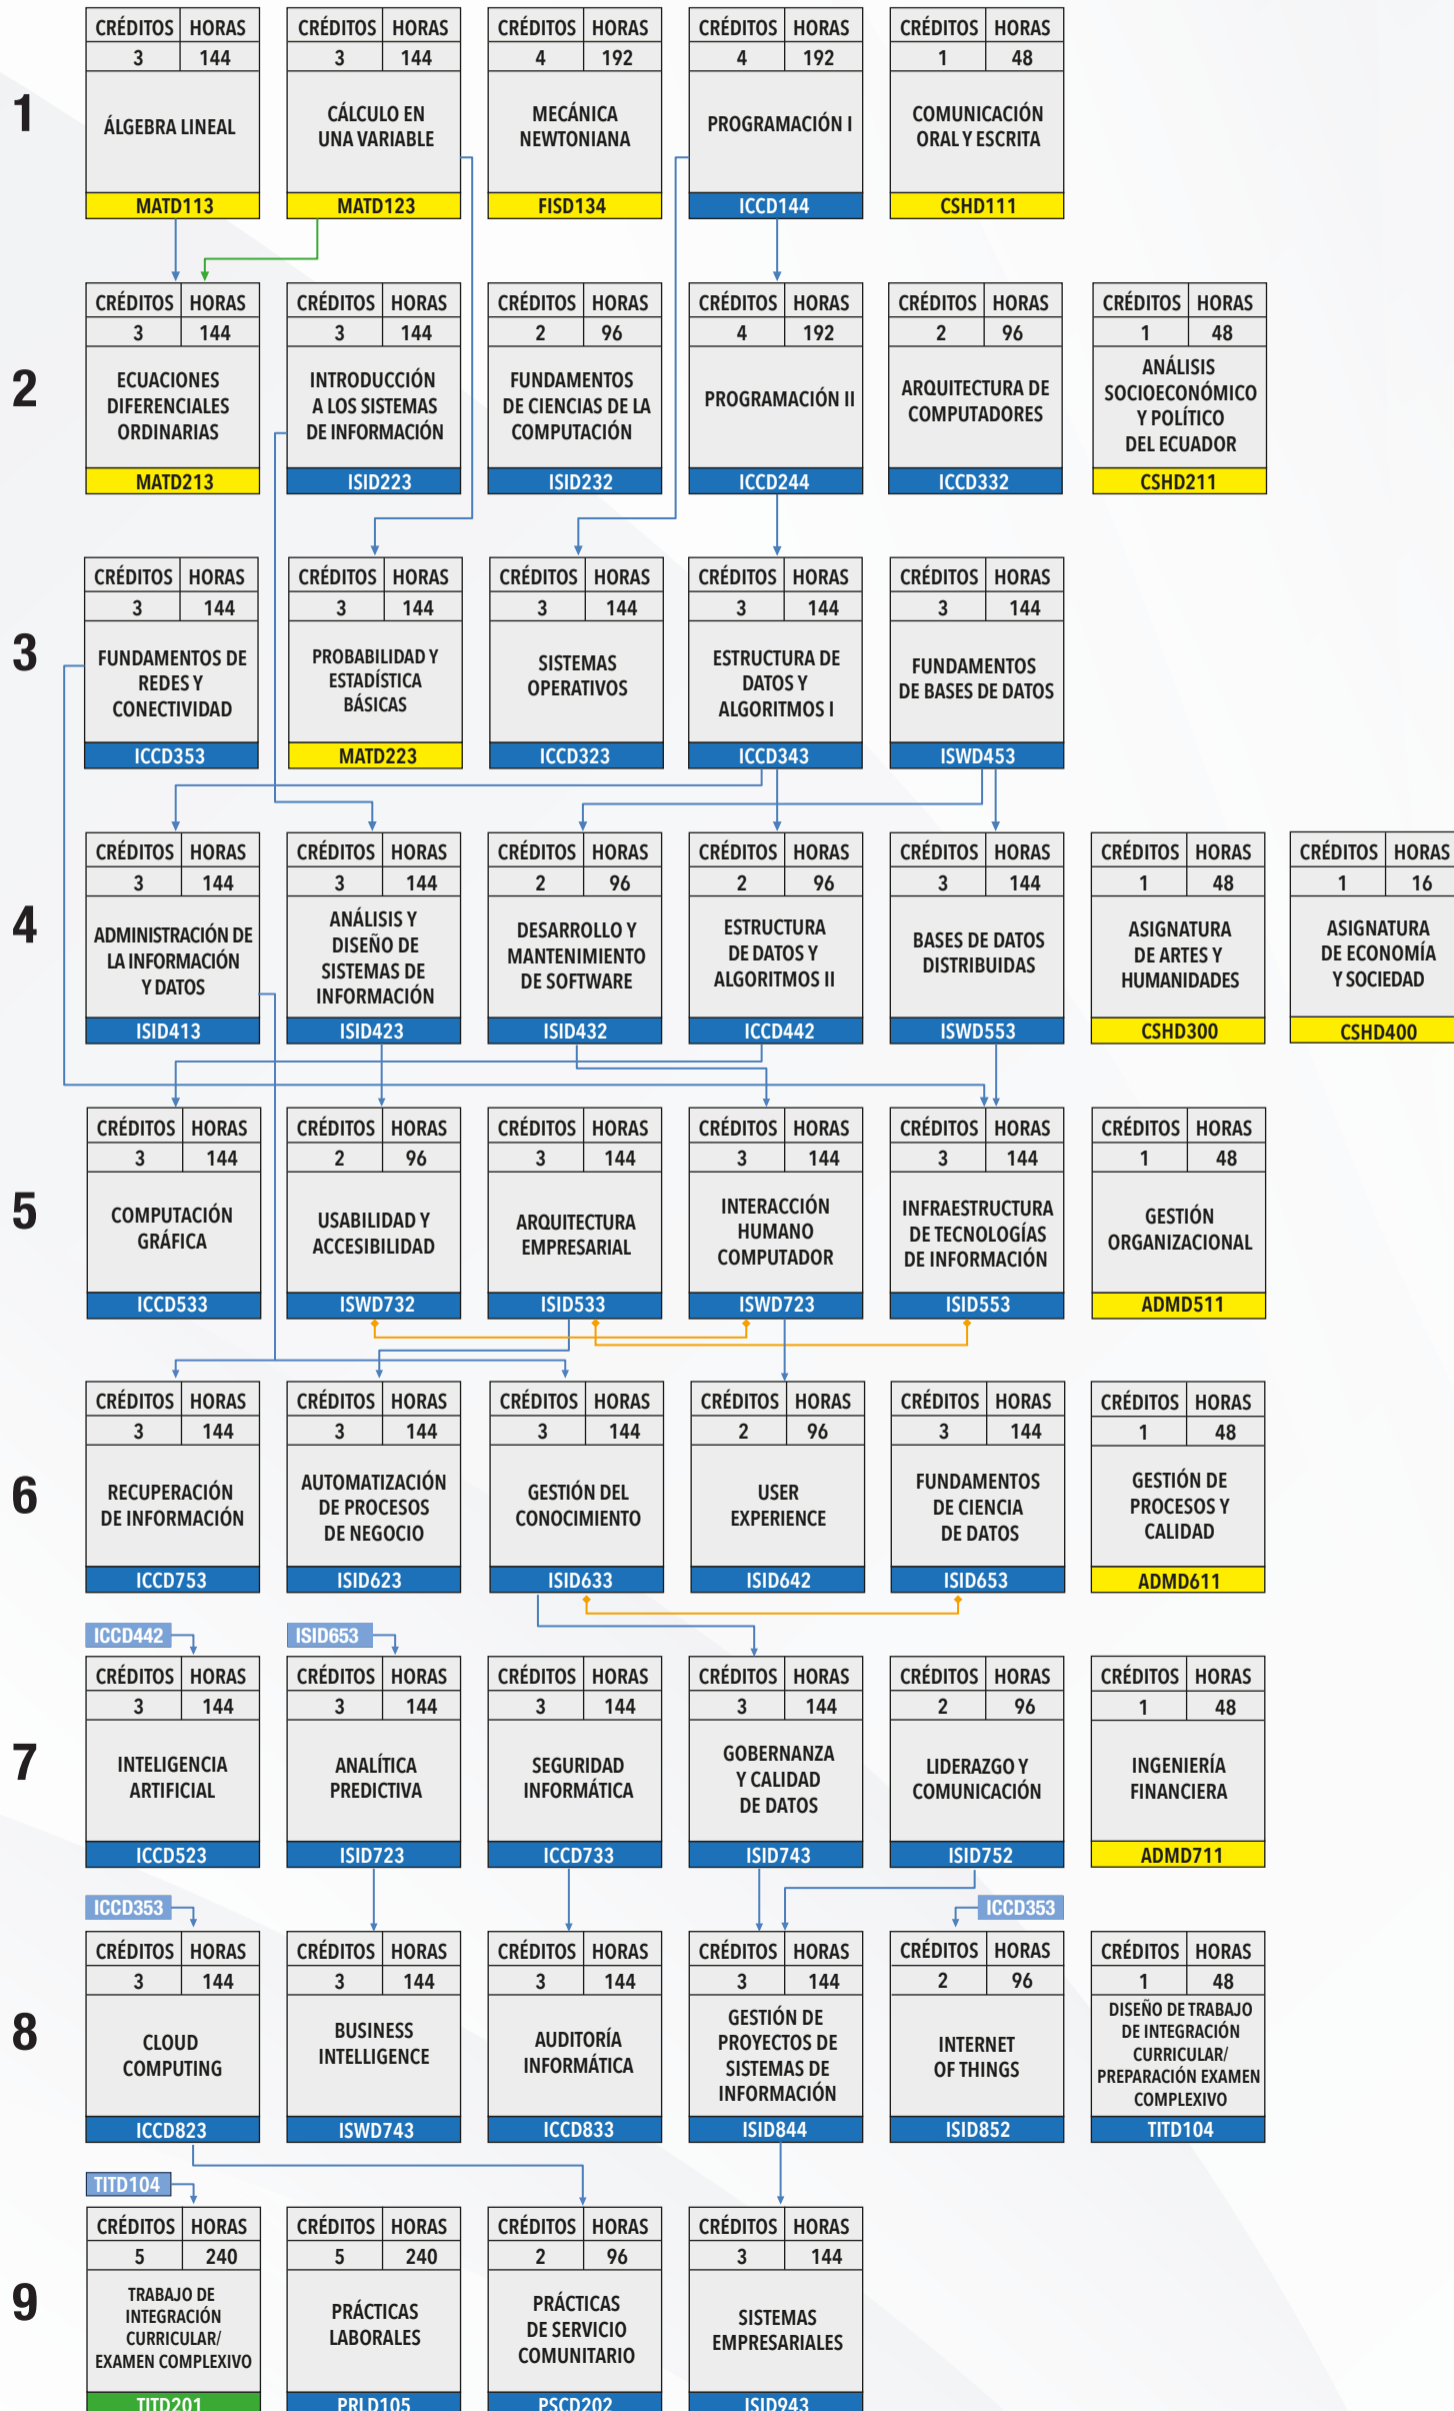 CRÉDITOS HORAS CRÉDITOS HORAS CRÉDITOS HORAS CRÉDITOS HORAS CRÉDITOS HORAS
3 144 3 144 4 192 4 192 1 48
1
ÁLGEBRA LINEAL
CÁLCULO EN
UNA VARIABLE
MECÁNICA
NEWTONIANA
PROGRAMACIÓN I
COMUNICACIÓN
ORAL Y ESCRITA
MATD113 MATD123 FISD134 ICCD144 CSHD111
CRÉDITOS HORAS CRÉDITOS HORAS CRÉDITOS HORAS CRÉDITOS HORAS CRÉDITOS HORAS CRÉDITOS HORAS
3 144 3 144 2 96 4 192 2 96 1 48
2
ECUACIONES
DIFERENCIALES
ORDINARIAS
INTRODUCCIÓN
A LOS SISTEMAS
DE INFORMACIÓN
FUNDAMENTOS
DE CIENCIAS DE LA
COMPUTACIÓN
PROGRAMACIÓN II
ARQUITECTURA DE
COMPUTADORES
ANÁLISIS
SOCIOECONÓMICO
Y POLÍTICO
DEL ECUADOR
MATD213 ISID223 ISID232 ICCD244 ICCD332 CSHD211
CRÉDITOS HORAS CRÉDITOS HORAS CRÉDITOS HORAS CRÉDITOS HORAS CRÉDITOS HORAS
3 144 3 144 3 144 3 144 3 144
3
FUNDAMENTOS DE
REDES Y
CONECTIVIDAD
PROBABILIDAD Y
ESTADÍSTICA
BÁSICAS
SISTEMAS
OPERATIVOS
ESTRUCTURA DE
DATOS Y
ALGORITMOS I
FUNDAMENTOS
DE BASES DE DATOS
ICCD353 MATD223 ICCD323 ICCD343 ISWD453
CRÉDITOS HORAS CRÉDITOS HORAS CRÉDITOS HORAS CRÉDITOS HORAS CRÉDITOS HORAS CRÉDITOS HORAS CRÉDITOS HORAS
3 144 3 144 2 96 2 96 3 144 1 48 1 16
4
ADMINISTRACIÓN DE
LA INFORMACIÓN
Y DATOS
ANÁLISIS Y
DISEÑO DE
SISTEMAS DE
INFORMACIÓN
DESARROLLO Y
MANTENIMIENTO
DE SOFTWARE
ESTRUCTURA
DE DATOS Y
ALGORITMOS II
BASES DE DATOS
DISTRIBUIDAS
ASIGNATURA
DE ARTES Y
HUMANIDADES
ASIGNATURA
DE ECONOMÍA
Y SOCIEDAD
ISID413 ISID423 ISID432 ICCD442 ISWD553 CSHD300 CSHD400
CRÉDITOS HORAS CRÉDITOS HORAS CRÉDITOS HORAS CRÉDITOS HORAS CRÉDITOS HORAS CRÉDITOS HORAS
3 144 2 96 3 144 3 144 3 144 1 48
5
COMPUTACIÓN
GRÁFICA
USABILIDAD Y
ACCESIBILIDAD
ARQUITECTURA
EMPRESARIAL
INTERACCIÓN
HUMANO
COMPUTADOR
INFRAESTRUCTURA
DE TECNOLOGÍAS
DE INFORMACIÓN
GESTIÓN
ORGANIZACIONAL
ICCD533 ISWD732 ISID533 ISWD723 ISID553 ADMD511
CRÉDITOS HORAS CRÉDITOS HORAS CRÉDITOS HORAS CRÉDITOS HORAS CRÉDITOS HORAS CRÉDITOS HORAS
3 144 3 144 3 144 2 96 3 144 1 48
6
RECUPERACIÓN
DE INFORMACIÓN
AUTOMATIZACIÓN
DE PROCESOS
DE NEGOCIO
GESTIÓN DEL
CONOCIMIENTO
USER
EXPERIENCE
FUNDAMENTOS
DE CIENCIA
DE DATOS
GESTIÓN DE
PROCESOS Y
CALIDAD
ICCD753 ISID623 ISID633 ISID642 ISID653 ADMD611
ICCD442 ISID653
CRÉDITOS HORAS CRÉDITOS HORAS CRÉDITOS HORAS CRÉDITOS HORAS CRÉDITOS HORAS CRÉDITOS HORAS
3 144 3 144 3 144 3 144 2 96 1 48
7
INTELIGENCIA
ARTIFICIAL
ANALÍTICA
PREDICTIVA
SEGURIDAD
INFORMÁTICA
GOBERNANZA
Y CALIDAD
DE DATOS
LIDERAZGO Y
COMUNICACIÓN
INGENIERÍA
FINANCIERA
ICCD523 ISID723 ICCD733 ISID743 ISID752 ADMD711
ICCD353 ICCD353
CRÉDITOS HORAS CRÉDITOS HORAS CRÉDITOS HORAS CRÉDITOS HORAS CRÉDITOS HORAS CRÉDITOS HORAS
3 144 3 144 3 144 3 144 2 96 1 48
8
CLOUD
COMPUTING
BUSINESS
INTELLIGENCE
AUDITORÍA
INFORMÁTICA
GESTIÓN DE
PROYECTOS DE
SISTEMAS DE
INFORMACIÓN
INTERNET
OF THINGS
DISEÑO DE TRABAJO
DE INTEGRACIÓN
CURRICULAR/
PREPARACIÓN EXAMEN
COMPLEXIVO
ICCD823 ISWD743 ICCD833 ISID844 ISID852 TITD104
TITD104
CRÉDITOS HORAS CRÉDITOS HORAS CRÉDITOS HORAS CRÉDITOS HORAS
5 240 5 240 2 96 3 144
9
TRABAJO DE
INTEGRACIÓN
CURRICULAR/
EXAMEN COMPLEXIVO
PRÁCTICAS
LABORALES
PRÁCTICAS
DE SERVICIO
COMUNITARIO
SISTEMAS
EMPRESARIALES
TITD201 PRLD105 PSCD202 ISID943